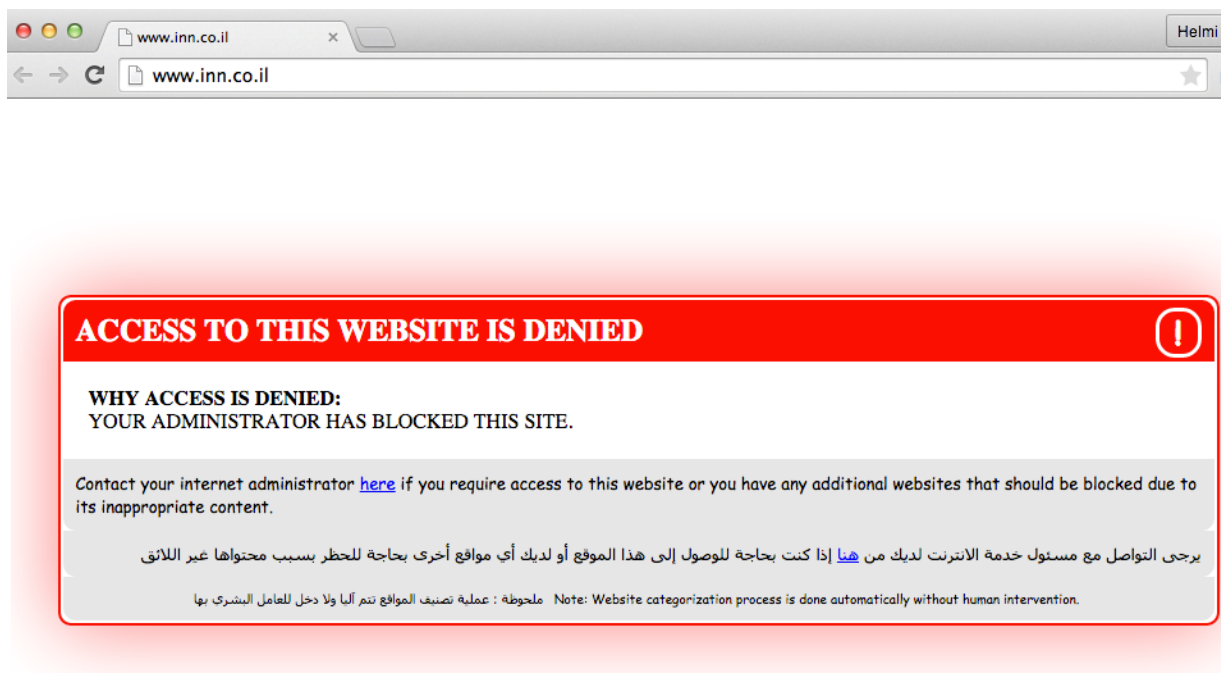 www.inn.co.il
Helmi
www.inn.co.il
ACCESS TO THIS WEBSITE IS DENIED
WHY ACCESS IS DENIED:
YOUR ADMINISTRATOR HAS BLOCKED THIS SITE.
Contact your internet administrator here if you require access to this website or you have any additional websites that should be blocked due to
its inappropriate content.
يرجى التواصل مع مسئول خدمة الانترنت لديك من هنا إذا كنت بحاجة للوصول إلى هذا الموقع أو لديك أي مواقع أخرى بحاجة للحظر بسبب محتواها غير اللائق
ملحوظة : عملية تصنيف المواقع تتم آليا ولا دخل للعامل البشري بها Note: Website categorization process is done automatically without human intervention.